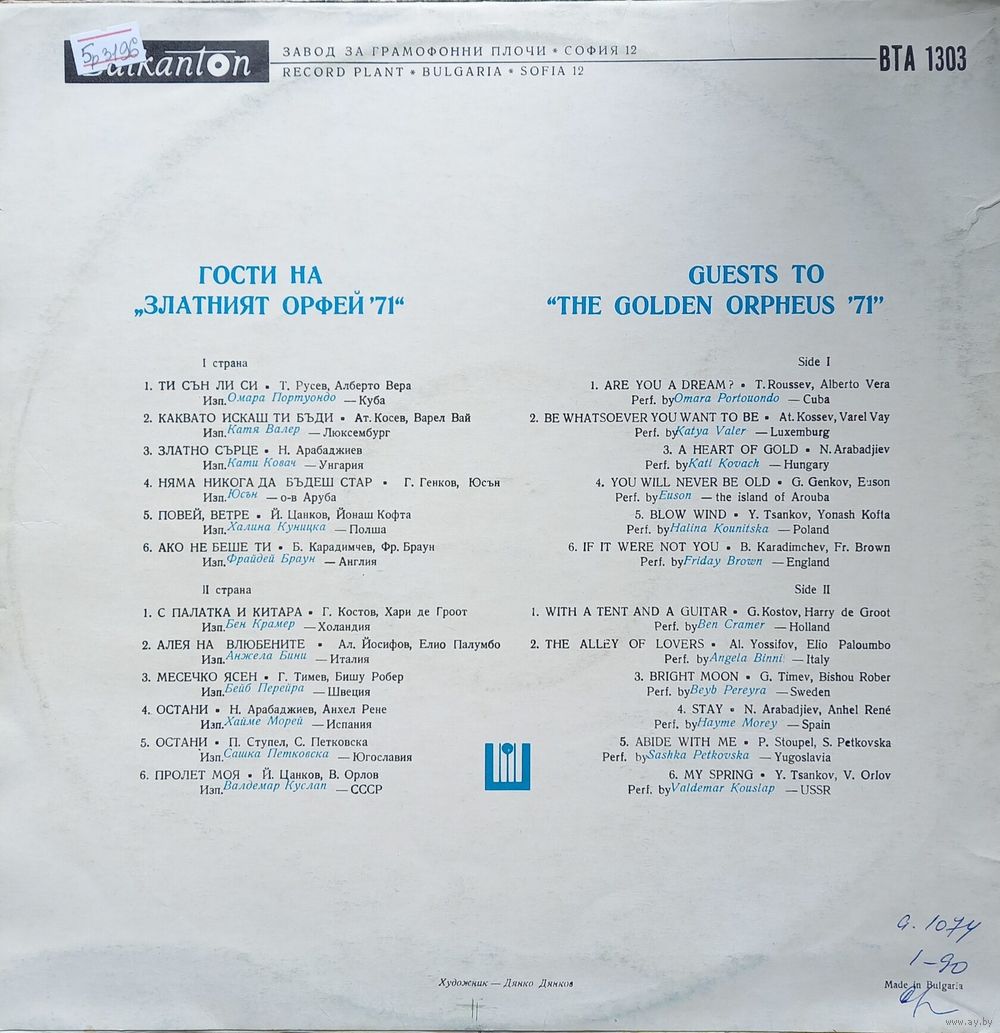 5р3196
Balkanton
ЗАВОД ЗА ГРАМОФОННИ ПЛОЧИ * СОФИЯ 12
RECORD PLANT * BULGARIA * SOFIA 12
ВТА 1303
ГОСТИ НА
„ЗЛАТНИЯТ ОРФЕЙ '71“
I страна
1. ТИ СЪН ЛИ СИ • Т. Русев, Алберто Вера
Изп. Омара Портуондо — Куба
2. КАКВАТО ИСКАШ ТИ БЪДИ • Ат. Косев, Варел Вай
Изп. Катя Валер — Люксембург
3. ЗЛАТНО СЪРЦЕ • Н. Арабаджиев
Изп. Кати Ковач — Унгария
4. НЯМА НИКОГА ДА БЪДЕШ СТАР • Г. Генков, Юсън
Изп. Юсън — о-в Аруба
5. ПОВЕЙ, ВЕТРЕ • Й. Цанков, Йонаш Кофта
Изп. Халина Куницка — Полша
6. АКО НЕ БЕШЕ ТИ • Б. Карадимчев, Фр. Браун
Изп. Фрайдей Браун — Англия
II страна
1. С ПАЛАТКА И КИТАРА • Г. Костов, Хари де Гроот
Изп. Бен Крамер — Холандия
2. АЛЕЯ НА ВЛЮБЕНИТЕ • Ал. Йосифов, Елио Палумбо
Изп. Анжела Бини — Италия
3. МЕСЕЧКО ЯСЕН • Г. Тимев, Бишу Робер
Изп. Бейб Перейра — Швеция
4. ОСТАНИ • Н. Арабаджиев, Анхел Рене
Изп. Хайме Морей — Испания
5. ОСТАНИ • П. Ступел, С. Петковска
Изп. Сашка Петковска — Югославия
6. ПРОЛЕТ МОЯ • Й. Цанков, В. Орлов
Изп. Валдемар Куслап — СССР
GUESTS TO
“THE GOLDEN ORPHEUS '71”
Side I
1. ARE YOU A DREAM? • T. Roussev, Alberto Vera
Perf. by Omara Portouondo — Cuba
2. BE WHATSOEVER YOU WANT TO BE • At. Kossev, Varel Vay
Perf. by Katya Valer — Luxemburg
3. A HEART OF GOLD • N. Arabadjiev
Perf. by Kati Kovach — Hungary
4. YOU WILL NEVER BE OLD • G. Genkov, Euson
Perf. by Euson — the island of Arouba
5. BLOW WIND • Y. Tsankov, Yonash Kofta
Perf. by Halina Kounitska — Poland
6. IF IT WERE NOT YOU • B. Karadimchev, Fr. Brown
Perf. by Friday Brown — England
Side II
1. WITH A TENT AND A GUITAR • G. Kostov, Harry de Groot
Perf. by Ben Cramer — Holland
2. THE ALLEY OF LOVERS • Al. Yossifov, Elio Paloumbo
Perf. by Angela Binni — Italy
3. BRIGHT MOON • G. Timev, Bishou Rober
Perf. by Beyb Pereyra — Sweden
4. STAY • N. Arabadjiev, Anhel René
Perf. by Hayme Morey — Spain
5. ABIDE WITH ME • P. Stoupel, S. Petkovska
Perf. by Sashka Petkovska — Yugoslavia
6. MY SPRING • Y. Tsankov, V. Orlov
Perf. by Valdemar Kouslap — USSR
Художник — Дянко Дянков
а. 1074
1-90
Made in Bulgaria
www.ay.by